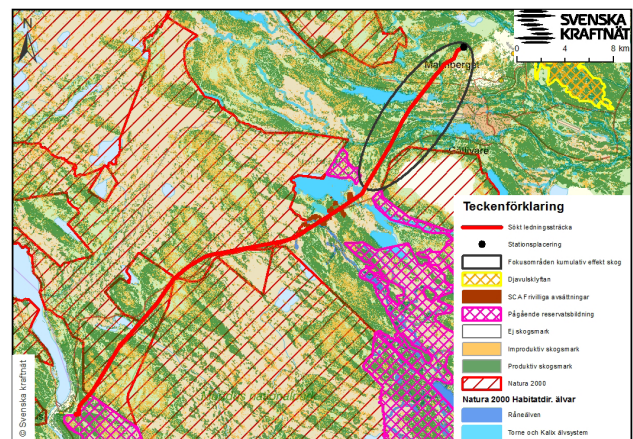 N
SVENSKA
KRAFTNÄT
0 4 8 km
Malmberget
Gällivare
Teckenförklaring
Sökt ledningssträcka
Stationsplacering
Fokusområden kumulativ effekt skog
Djavulsklyftan
SCA Frivilliga avsättningar
Pågående reservatsbildning
Ej skogsmark
Improduktiv skogsmark
Produktiv skogsmark
Natura 2000
Natura 2000 Habitatdir. älvar
Råneälven
Torne och Kalix älvsystem
nationalpark
© Svenska kraftnät